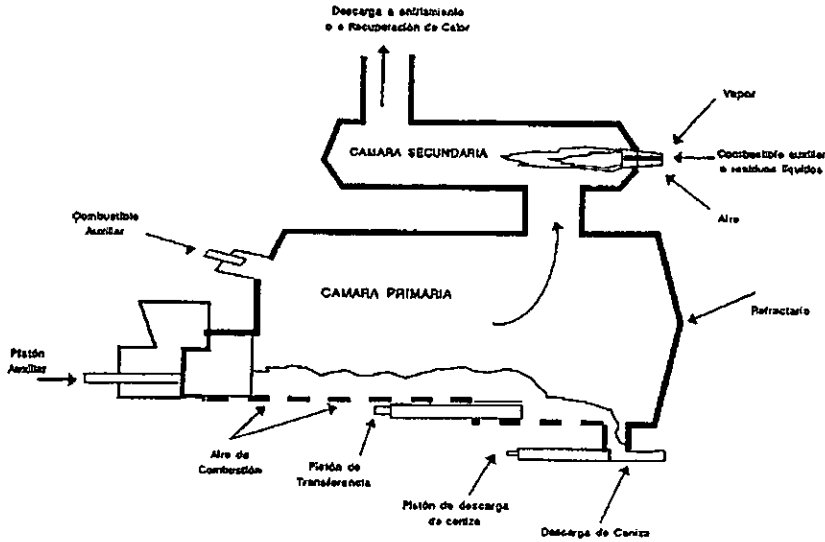 Descarga a enfriamiento
o a Recuperación de Calor
Vapor
CAMARA SECUNDARIA
Combustible auxiliar
o residuos líquidos
Aire
Combustible
Auxiliar
CAMARA PRIMARIA
Refractario
Pistón
Auxiliar
Aire de
Combustión
Pistón de
Transferencia
Pistón de descarga
de ceniza
Descarga de Ceniza